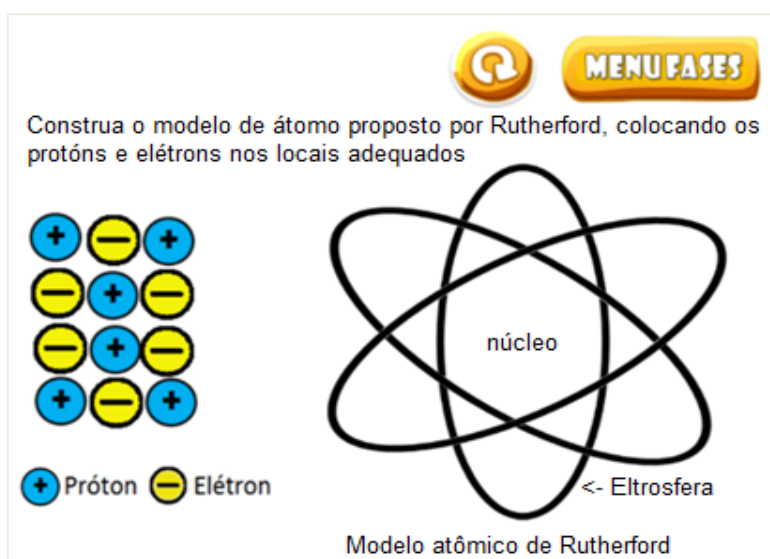 MENU FASES
Construa o modelo de átomo proposto por Rutherford, colocando os
protóns e elétrons nos locais adequados
núcleo
Próton
Elétron
<- Eltrosfera
Modelo atômico de Rutherford